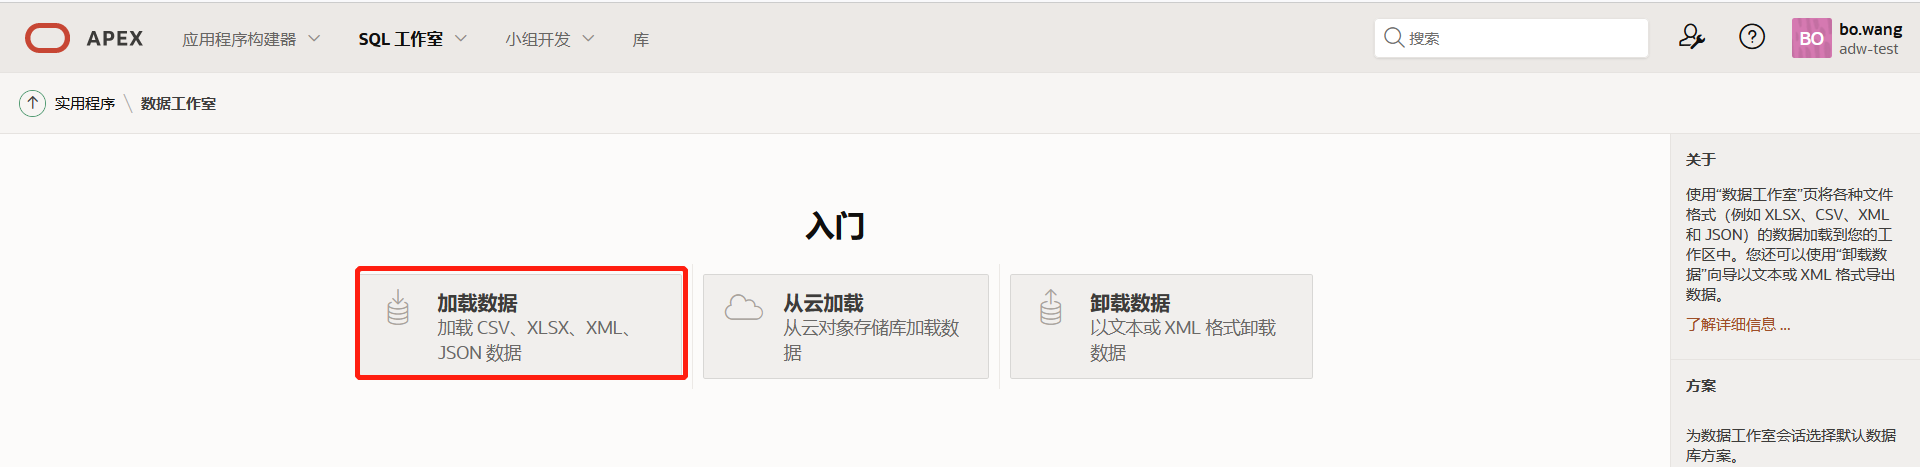 APEX 应用程序构建器 SQL 工作室 小组开发 库 搜索 BO bo.wang
adw-test
实用程序 \ 数据工作室
入门
加载数据
加载 CSV、XLSX、XML、
JSON 数据
从云加载
从云对象存储库加载数
据
卸载数据
以文本或 XML 格式卸载
数据
关于
使用“数据工作室”页将各种文件
格式（例如 XLSX、CSV、XML
和 JSON）的数据加载到您的工
作区中。您还可以使用“卸载数
据”向导以文本或 XML 格式导出
数据。
了解详细信息 ...
方案
为数据工作室会话选择默认数据
库方案。